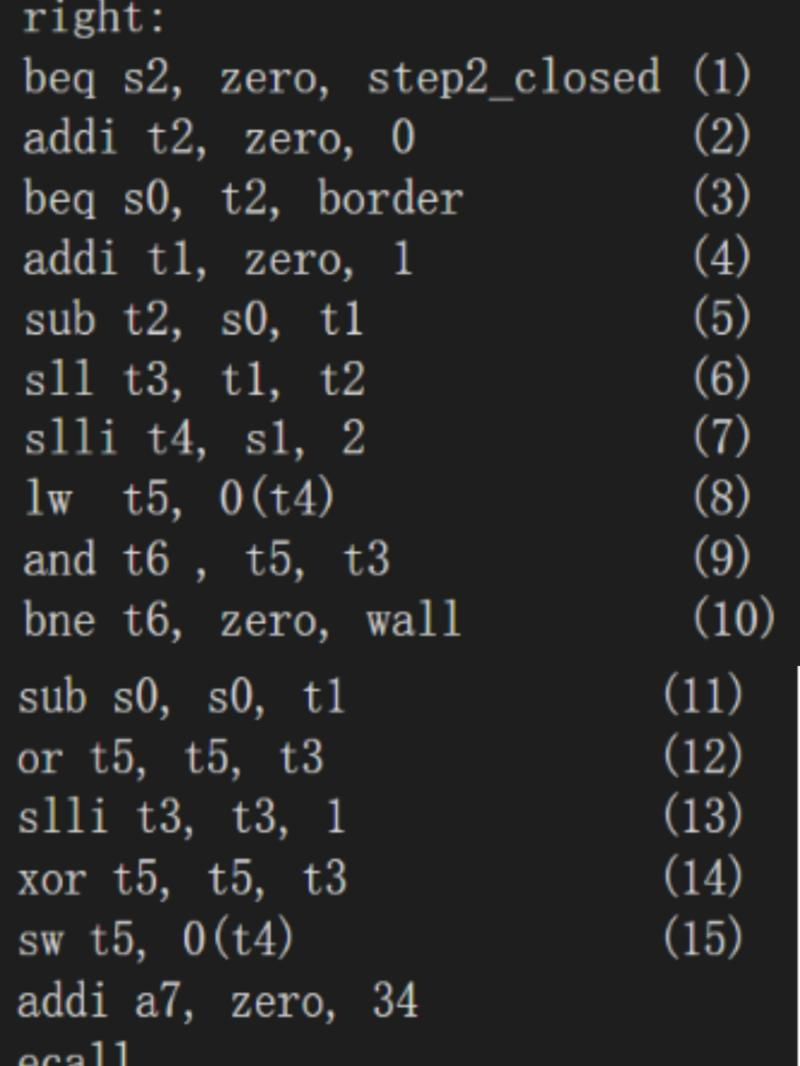 right:
beq s2, zero, step2_closed (1)
addi t2, zero, 0 (2)
beq s0, t2, border (3)
addi t1, zero, 1 (4)
sub t2, s0, t1 (5)
sll t3, t1, t2 (6)
slli t4, s1, 2 (7)
lw  t5, 0(t4) (8)
and t6 , t5, t3 (9)
bne t6, zero, wall (10)
sub s0, s0, t1 (11)
or t5, t5, t3 (12)
slli t3, t3, 1 (13)
xor t5, t5, t3 (14)
sw t5, 0(t4) (15)
addi a7, zero, 34
ecall